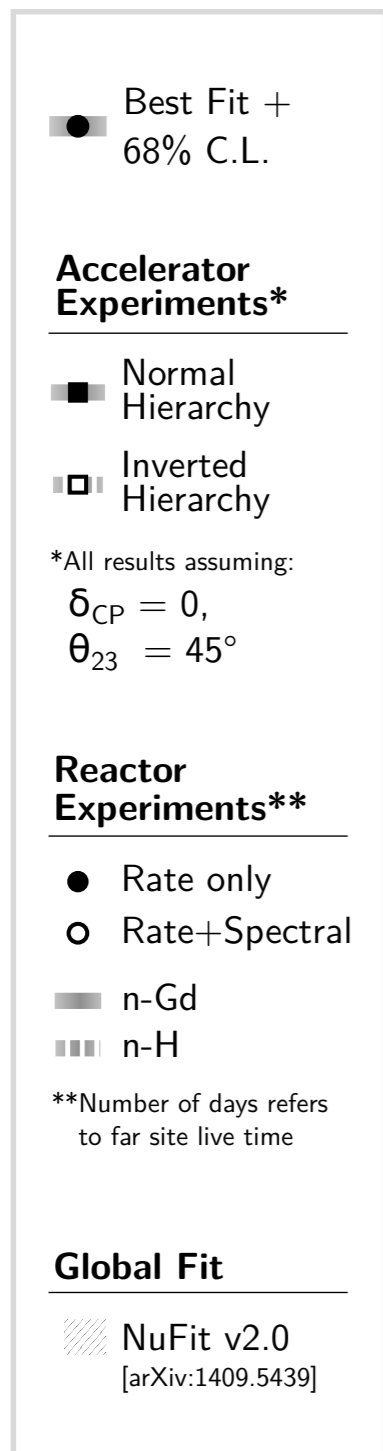 Best Fit +
68% C.L.
Accelerator
Experiments*
Normal
Hierarchy
Inverted
Hierarchy
*All results assuming:
δCP = 0,
θ23 = 45°
Reactor
Experiments**
Rate only
Rate+Spectral
n-Gd
n-H
**Number of days refers
to far site live time
Global Fit
NuFit v2.0
[arXiv:1409.5439]